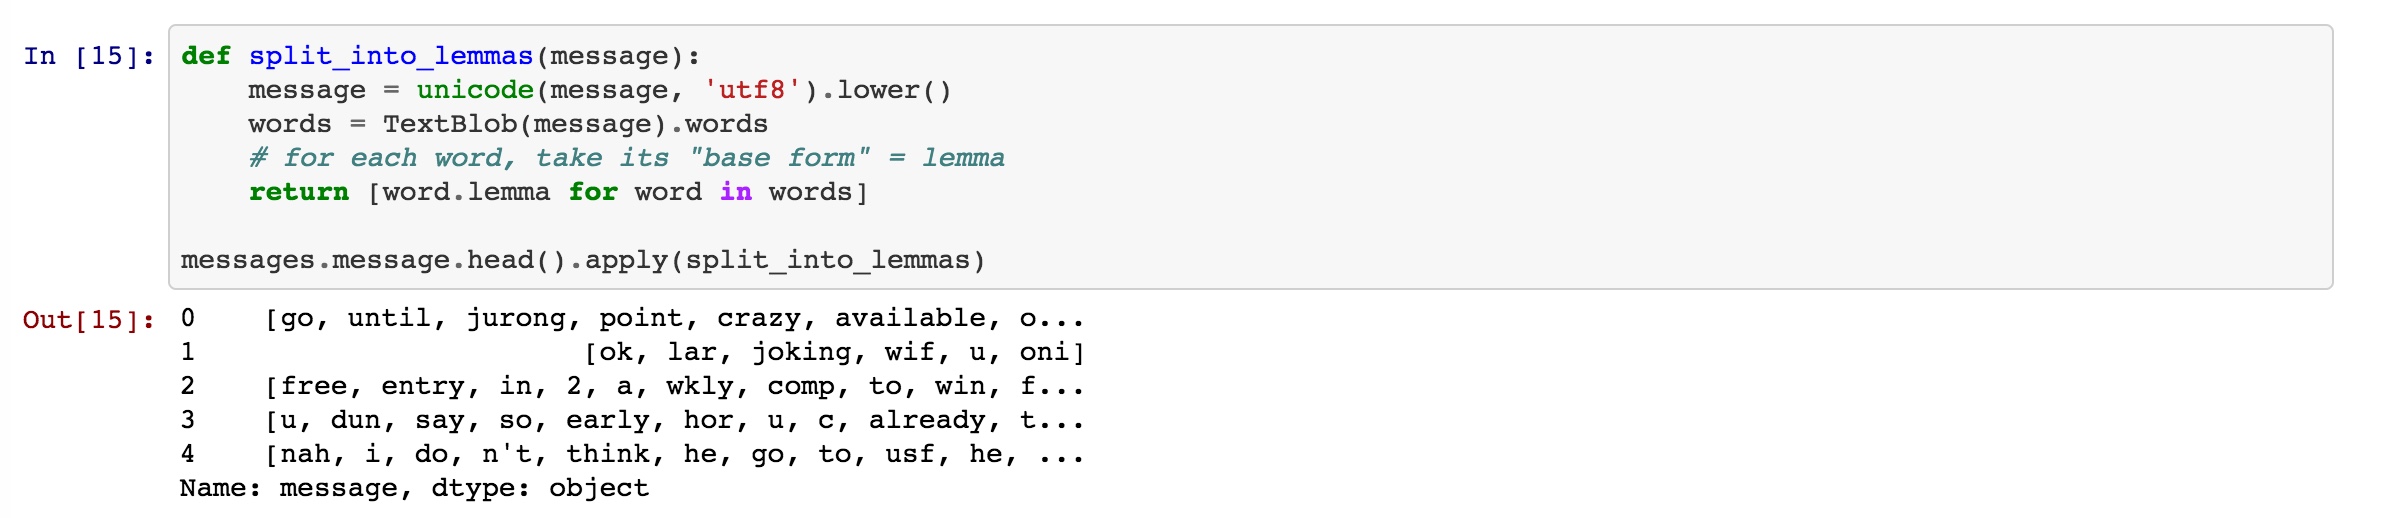 In [15]: def split_into_lemmas(message):
    message = unicode(message, 'utf8').lower()
    words = TextBlob(message).words
    # for each word, take its "base form" = lemma
    return [word.lemma for word in words]

messages.message.head().apply(split_into_lemmas)
Out[15]: 0    [go, until, jurong, point, crazy, available, o...
1                       [ok, lar, joking, wif, u, oni]
2    [free, entry, in, 2, a, wkly, comp, to, win, f...
3    [u, dun, say, so, early, hor, u, c, already, t...
4    [nah, i, do, n't, think, he, go, to, usf, he, ...
Name: message, dtype: object